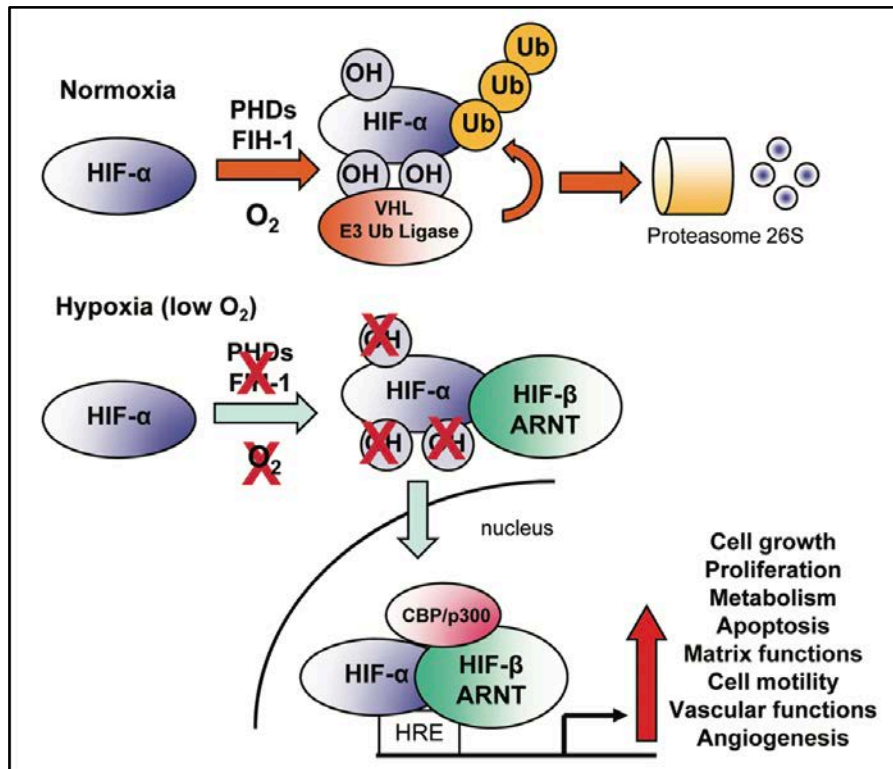 Normoxia
HIF-α
PHDs
FIH-1
O₂
OH
HIF-α
Ub
Ub
Ub
OH
OH
VHL
E3 Ub Ligase
Proteasome 26S
Hypoxia (low O₂)
HIF-α
PHDs
FIH-1
O₂
OH
HIF-α
OH
OH
HIF-β
ARNT
nucleus
CBP/p300
HIF-α
HIF-β
ARNT
HRE
Cell growth
Proliferation
Metabolism
Apoptosis
Matrix functions
Cell motility
Vascular functions
Angiogenesis